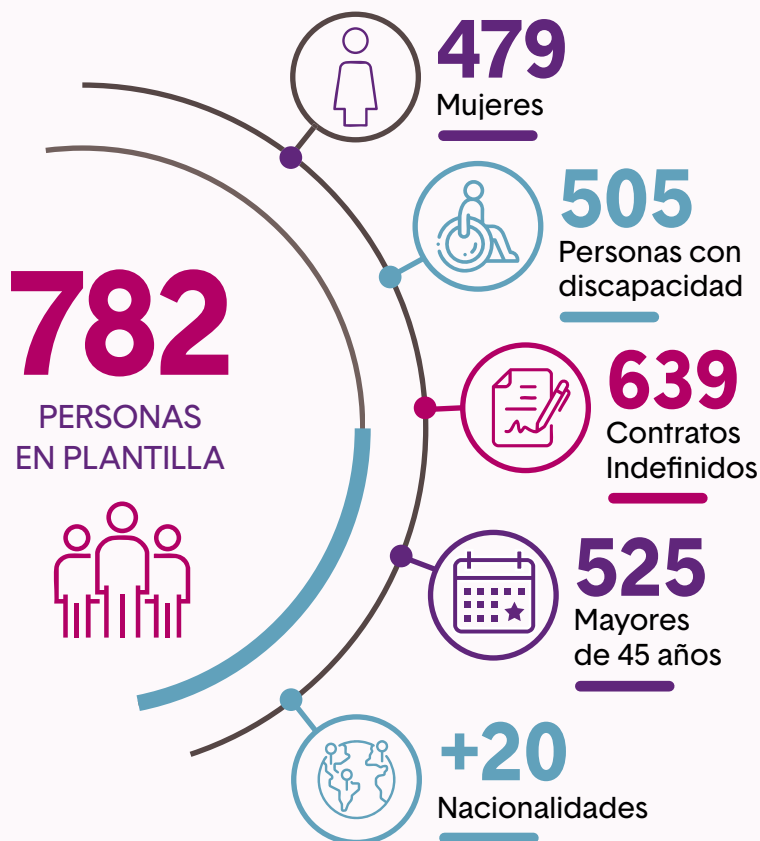 479
Mujeres
505
Personas con
discapacidad
782
PERSONAS
EN PLANTILLA
639
Contratos
Indefinidos
525
Mayores
de 45 años
+20
Nacionalidades